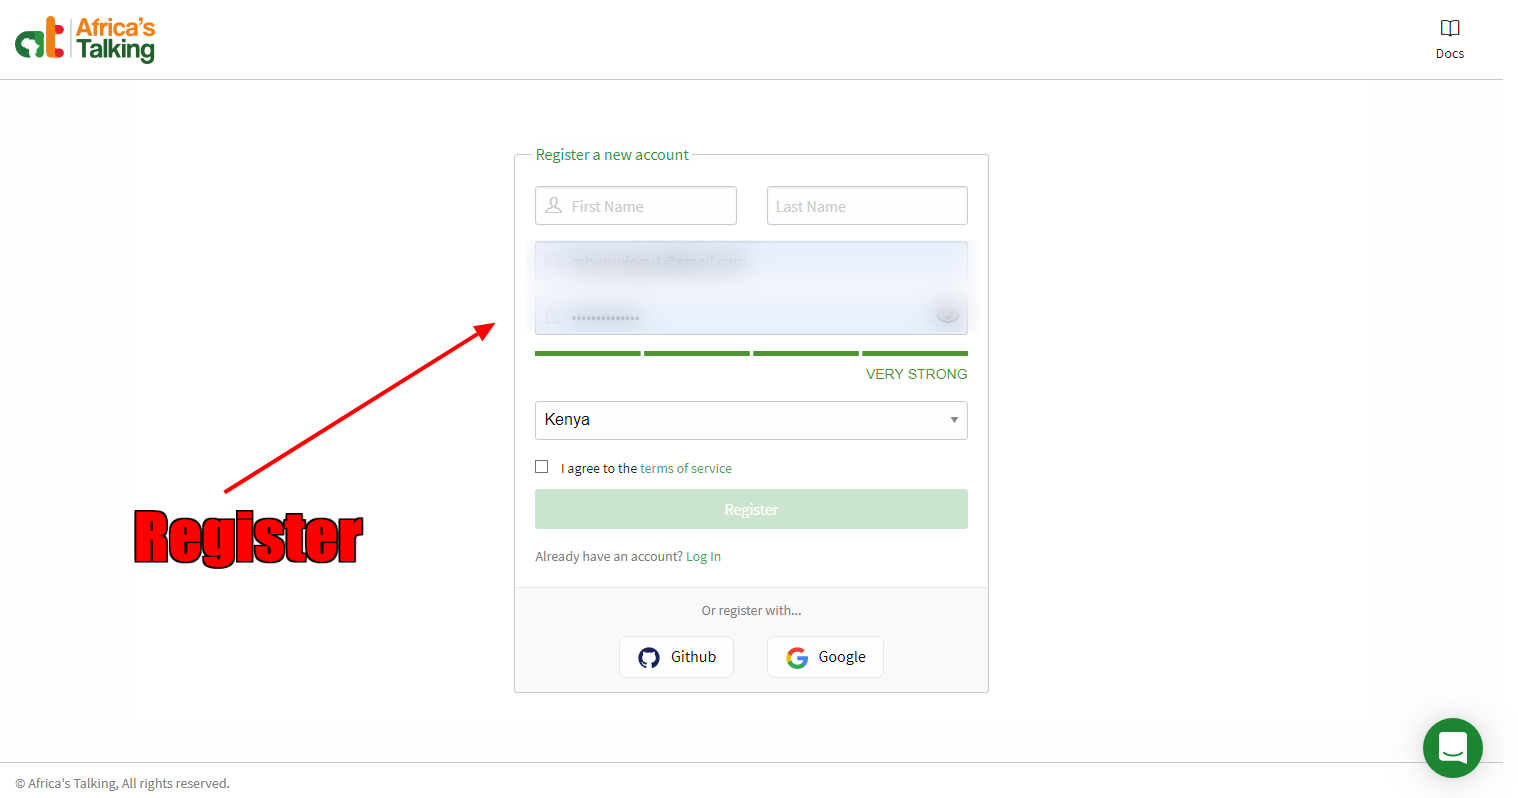 Africa's
Talking
Docs
Register a new account
First Name
Last Name
VERY STRONG
Kenya
I agree to the terms of service
Register
Already have an account? Log In
Register
Or register with...
Github
Google
© Africa's Talking, All rights reserved.